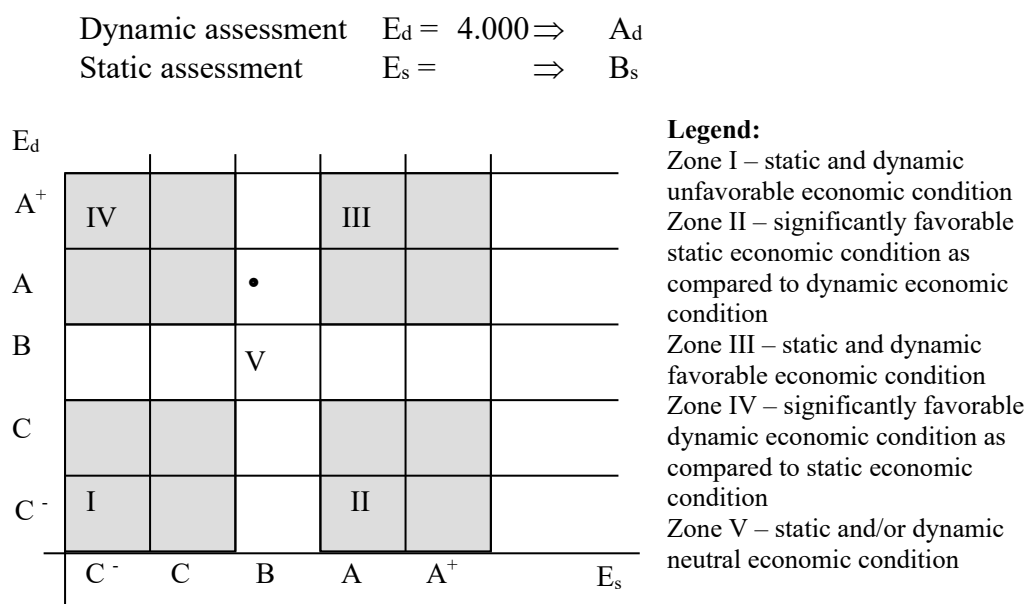 Dynamic assessment E_d = 4.000 ⇒ A_d
Static assessment E_s = ⇒ B_s
E_d
A⁺
IV III
A
B
V
C
C ⁻
I II
C ⁻ C B A A⁺ E_s
Legend:
Zone I – static and dynamic
unfavorable economic condition
Zone II – significantly favorable
static economic condition as
compared to dynamic economic
condition
Zone III – static and dynamic
favorable economic condition
Zone IV – significantly favorable
dynamic economic condition as
compared to static economic
condition
Zone V – static and/or dynamic
neutral economic condition